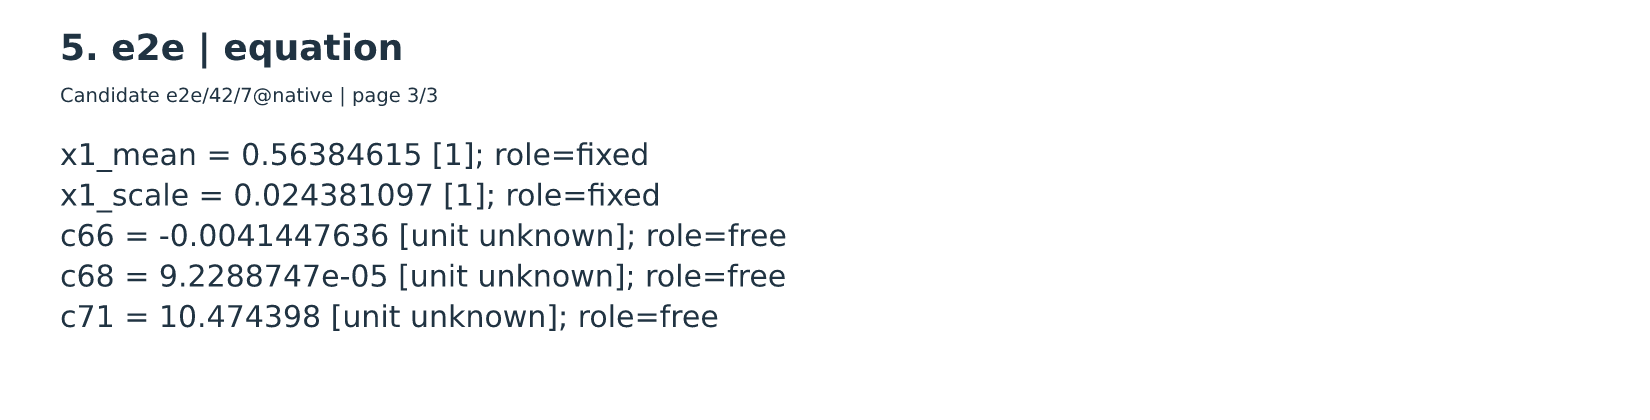 5. e2e | equation
Candidate e2e/42/7@native | page 3/3
x1_mean = 0.56384615 [1]; role=fixed
x1_scale = 0.024381097 [1]; role=fixed
c66 = -0.0041447636 [unit unknown]; role=free
c68 = 9.2288747e-05 [unit unknown]; role=free
c71 = 10.474398 [unit unknown]; role=free